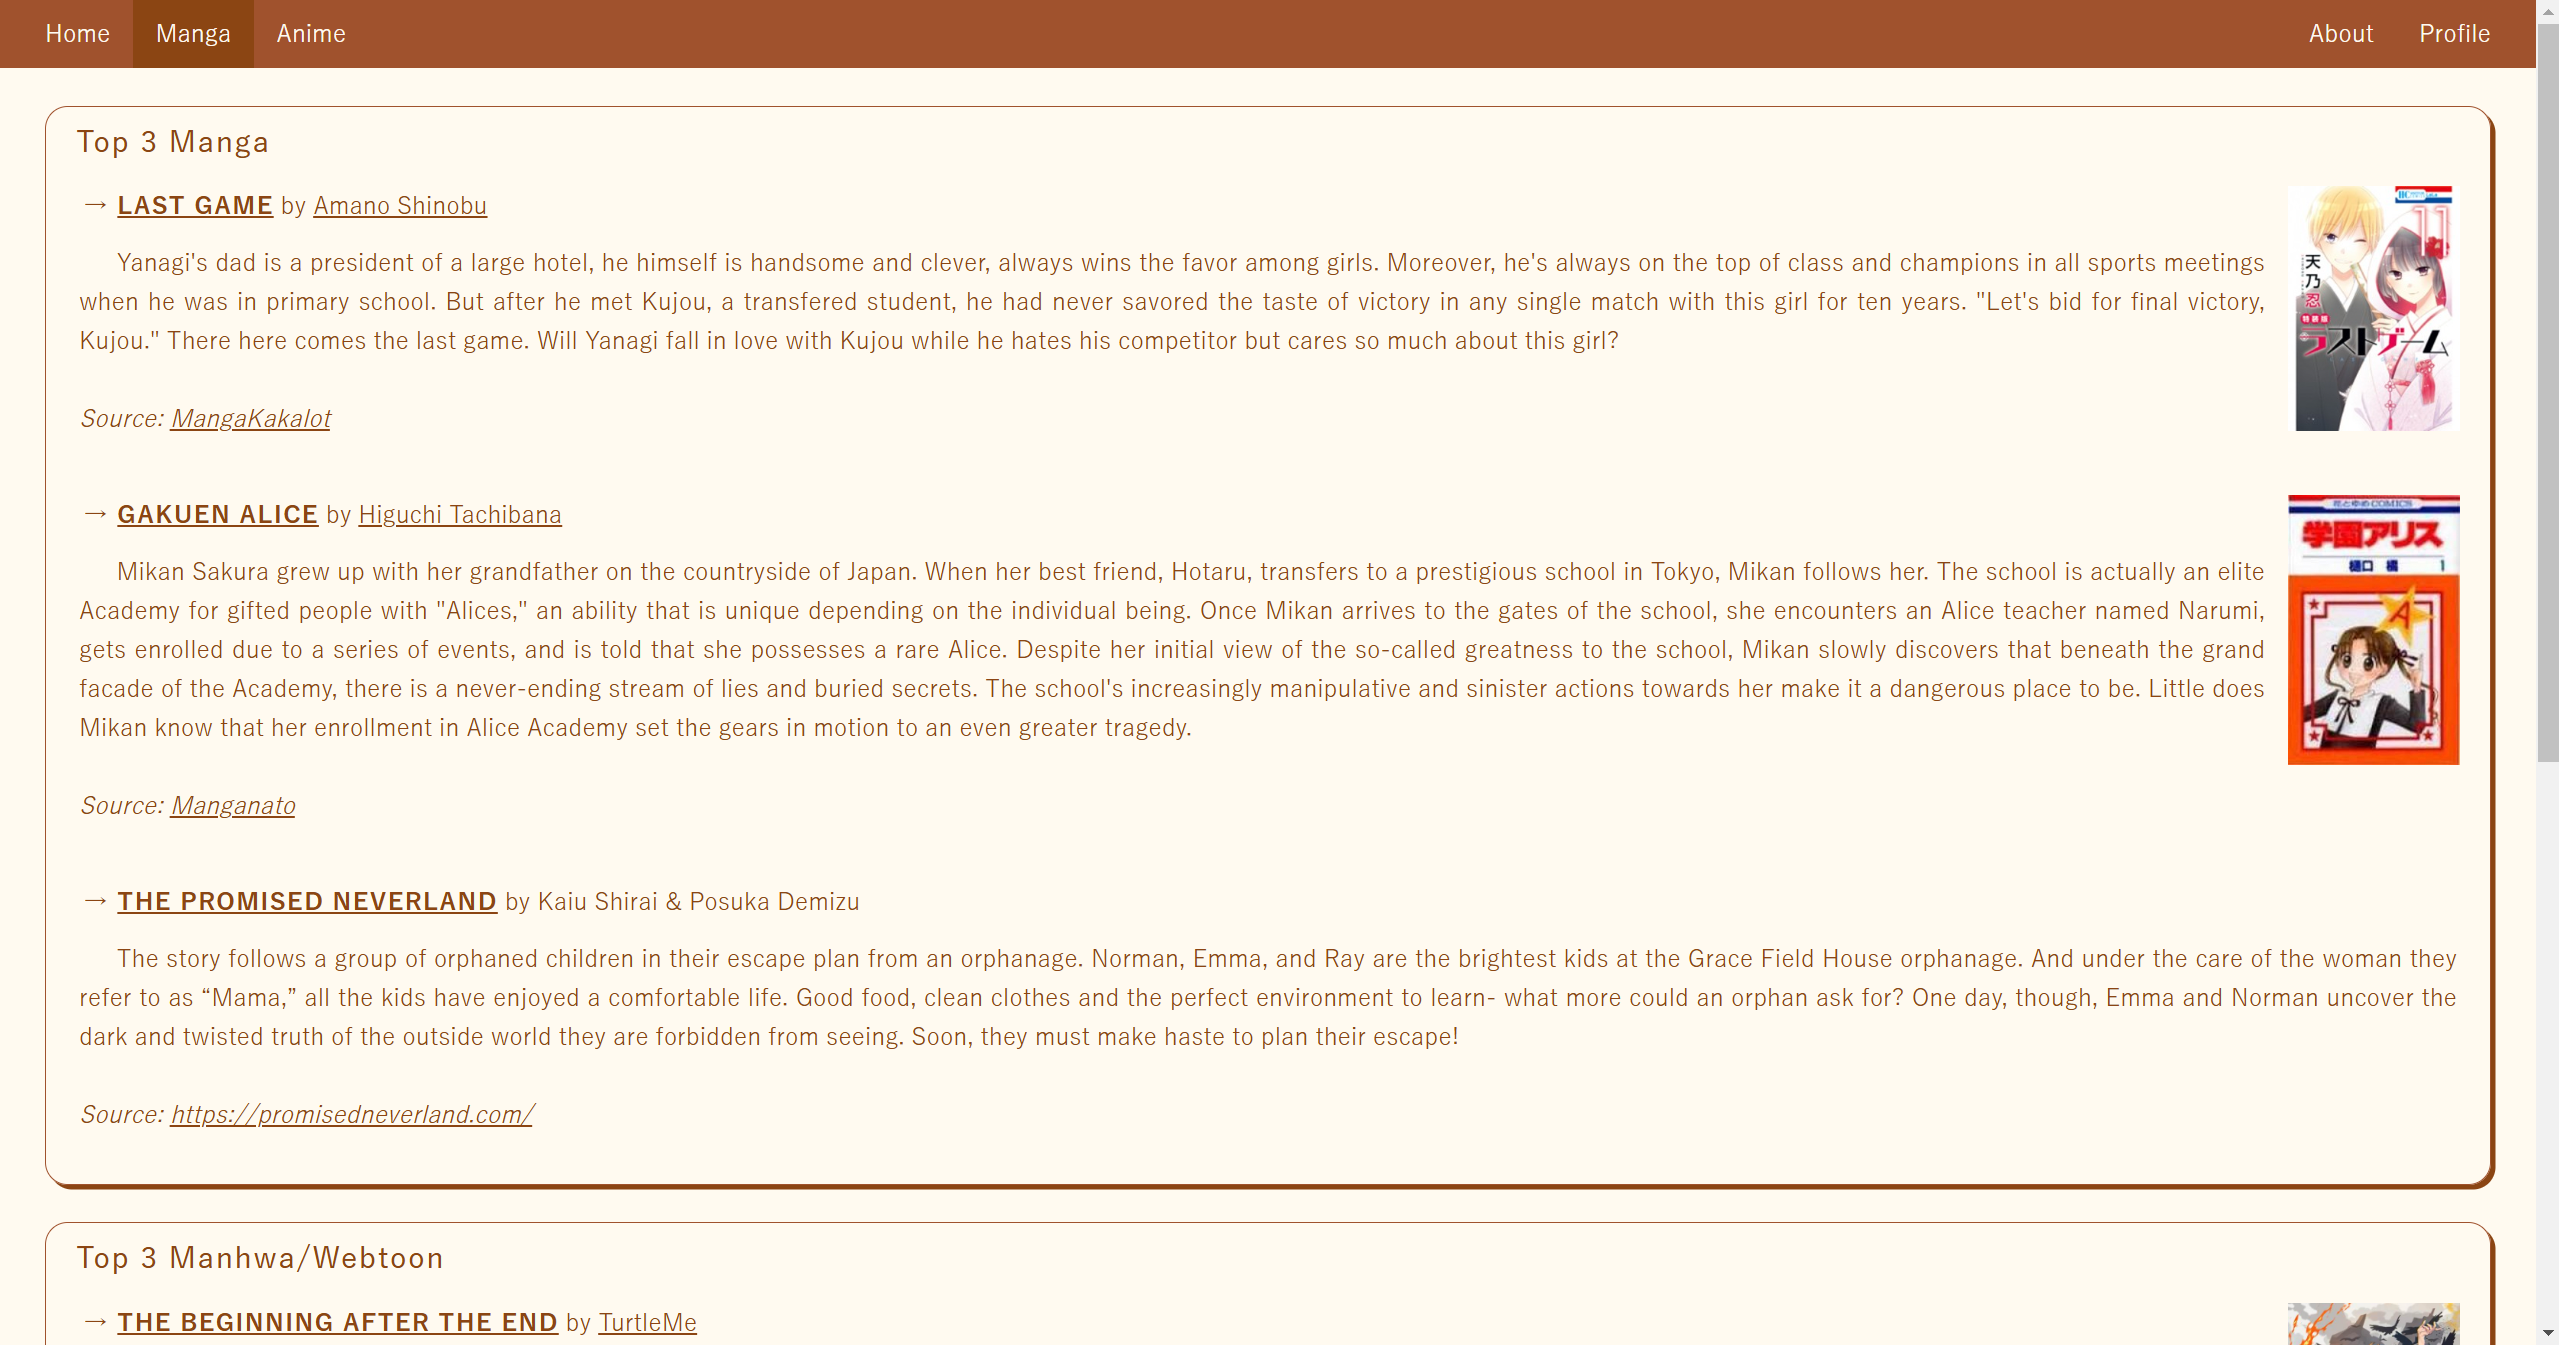 Home Manga Anime About Profile
Top 3 Manga
→ LAST GAME by Amano Shinobu
Yanagi's dad is a president of a large hotel, he himself is handsome and clever, always wins the favor among girls. Moreover, he's always on the top of class and champions in all sports meetings
when he was in primary school. But after he met Kujou, a transfered student, he had never savored the taste of victory in any single match with this girl for ten years. "Let's bid for final victory,
Kujou." There here comes the last game. Will Yanagi fall in love with Kujou while he hates his competitor but cares so much about this girl?
Source: MangaKakalot
11
天乃忍
特装版
ラストゲーム
→ GAKUEN ALICE by Higuchi Tachibana
Mikan Sakura grew up with her grandfather on the countryside of Japan. When her best friend, Hotaru, transfers to a prestigious school in Tokyo, Mikan follows her. The school is actually an elite
Academy for gifted people with "Alices," an ability that is unique depending on the individual being. Once Mikan arrives to the gates of the school, she encounters an Alice teacher named Narumi,
gets enrolled due to a series of events, and is told that she possesses a rare Alice. Despite her initial view of the so-called greatness to the school, Mikan slowly discovers that beneath the grand
facade of the Academy, there is a never-ending stream of lies and buried secrets. The school's increasingly manipulative and sinister actions towards her make it a dangerous place to be. Little does
Mikan know that her enrollment in Alice Academy set the gears in motion to an even greater tragedy.
Source: Manganato
花とゆめCOMICS
学園アリス
樋口 橘 1
A
→ THE PROMISED NEVERLAND by Kaiu Shirai & Posuka Demizu
The story follows a group of orphaned children in their escape plan from an orphanage. Norman, Emma, and Ray are the brightest kids at the Grace Field House orphanage. And under the care of the woman they
refer to as “Mama,” all the kids have enjoyed a comfortable life. Good food, clean clothes and the perfect environment to learn- what more could an orphan ask for? One day, though, Emma and Norman uncover the
dark and twisted truth of the outside world they are forbidden from seeing. Soon, they must make haste to plan their escape!
Source: https://promisedneverland.com/
Top 3 Manhwa/Webtoon
→ THE BEGINNING AFTER THE END by TurtleMe